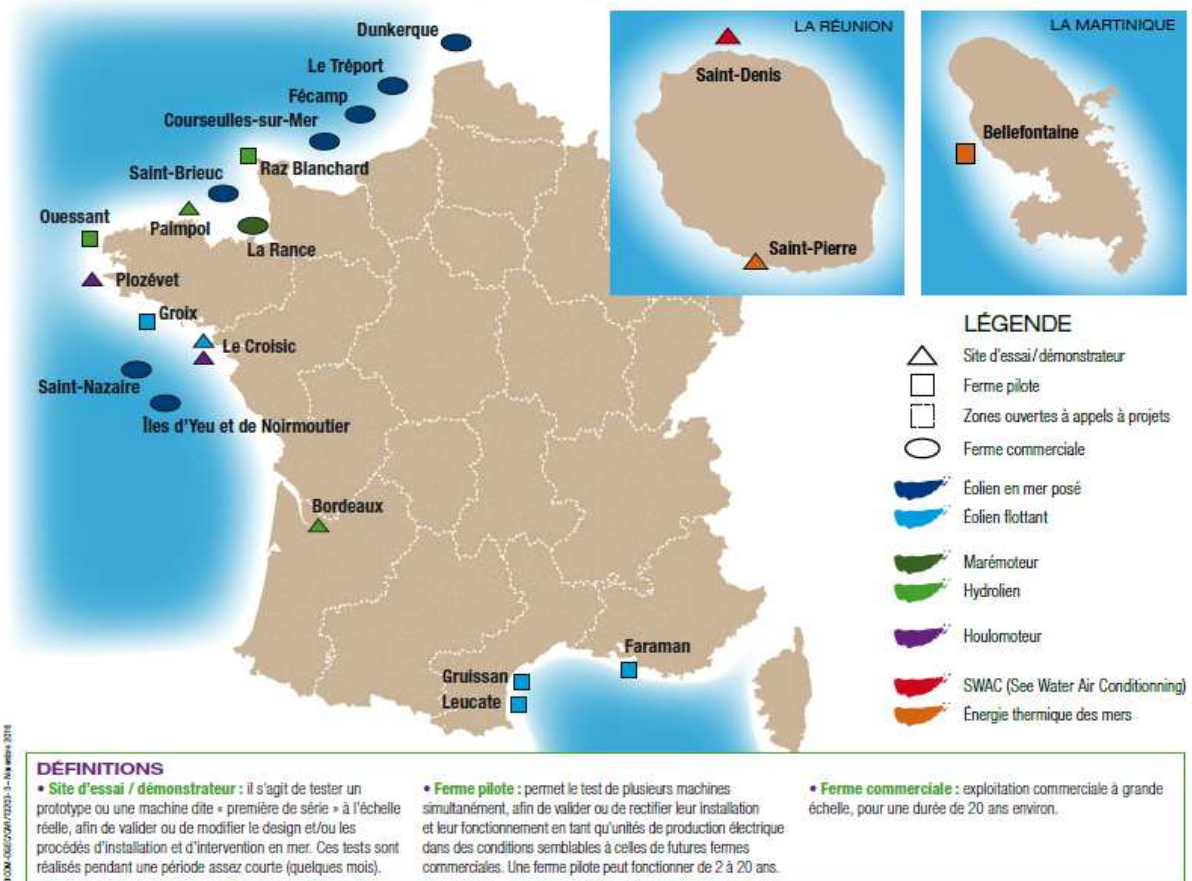 Dunkerque
Le Tréport
Fécamp
Courseulles-sur-Mer
Raz Blanchard
Saint-Brieuc
Ouessant
Paimpol
La Rance
Plozévet
Groix
Le Croisic
Saint-Nazaire
Îles d'Yeu et de Noirmoutier
Bordeaux
Faraman
Gruissan
Leucate
LA RÉUNION
Saint-Denis
Saint-Pierre
LA MARTINIQUE
Bellefontaine
LÉGENDE
Site d'essai/démonstrateur
Ferme pilote
Zones ouvertes à appels à projets
Ferme commerciale
Éolien en mer posé
Éolien flottant
Marémoteur
Hydrolien
Houlomoteur
SWAC (See Water Air Conditionning)
Énergie thermique des mers
DÉFINITIONS
• Site d'essai / démonstrateur : il s'agit de tester un
prototype ou une machine dite « première de série » à l'échelle
réelle, afin de valider ou de modifier le design et/ou les
procédés d'installation et d'intervention en mer. Ces tests sont
réalisés pendant une période assez courte (quelques mois).
• Ferme pilote : permet le test de plusieurs machines
simultanément, afin de valider ou de rectifier leur installation
et leur fonctionnement en tant qu'unités de production électrique
dans des conditions semblables à celles de futures fermes
commerciales. Une ferme pilote peut fonctionner de 2 à 20 ans.
• Ferme commerciale : exploitation commerciale à grande
échelle, pour une durée de 20 ans environ.
Novembre 2016